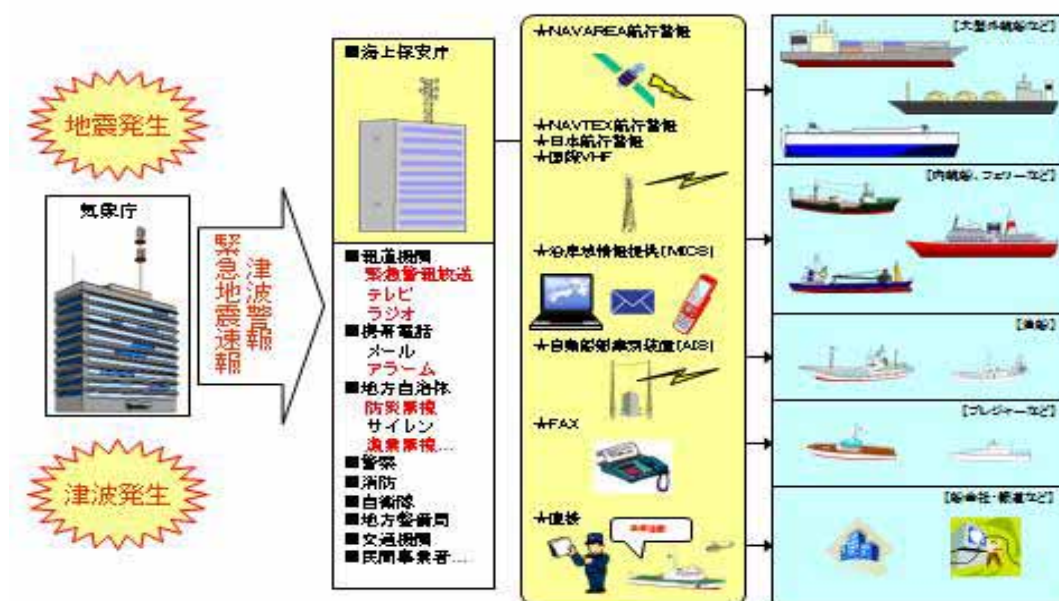 地震発生
気象庁
津波発生
津波警報
緊急地震速報
■海上保安庁
■報道機関
緊急警報放送
テレビ
ラジオ
■携帯電話
メール
アラーム
■地方自治体
防災無線
サイレン
漁業無線...
■警察
■消防
■自衛隊
■地方整備局
■交通機関
■民間事業者...
★NAVAREA航行警報
★NAVTEX航行警報
★日本航行警報
★国際VHF
★沿岸域情報提供(MICS)
★自動船舶識別装置(AIS)
★FAX
★直接
【大型外航船など】
【内航船、フェリーなど】
【漁船】
【プレジャーなど】
【船会社・報道など】